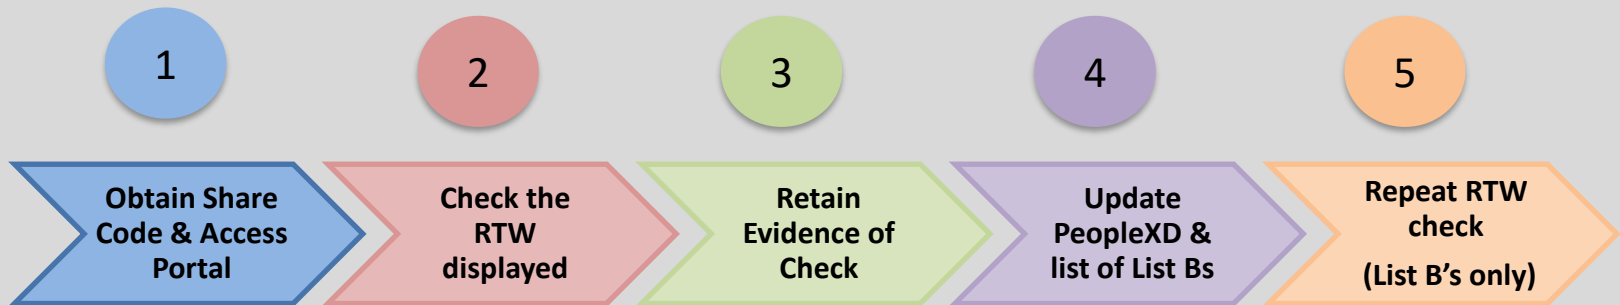 1
2
3
4
5
Obtain Share
Code & Access
Portal
Check the
RTW
displayed
Retain
Evidence of
Check
Update
PeopleXD &
list of List Bs
Repeat RTW
check
(List B’s only)